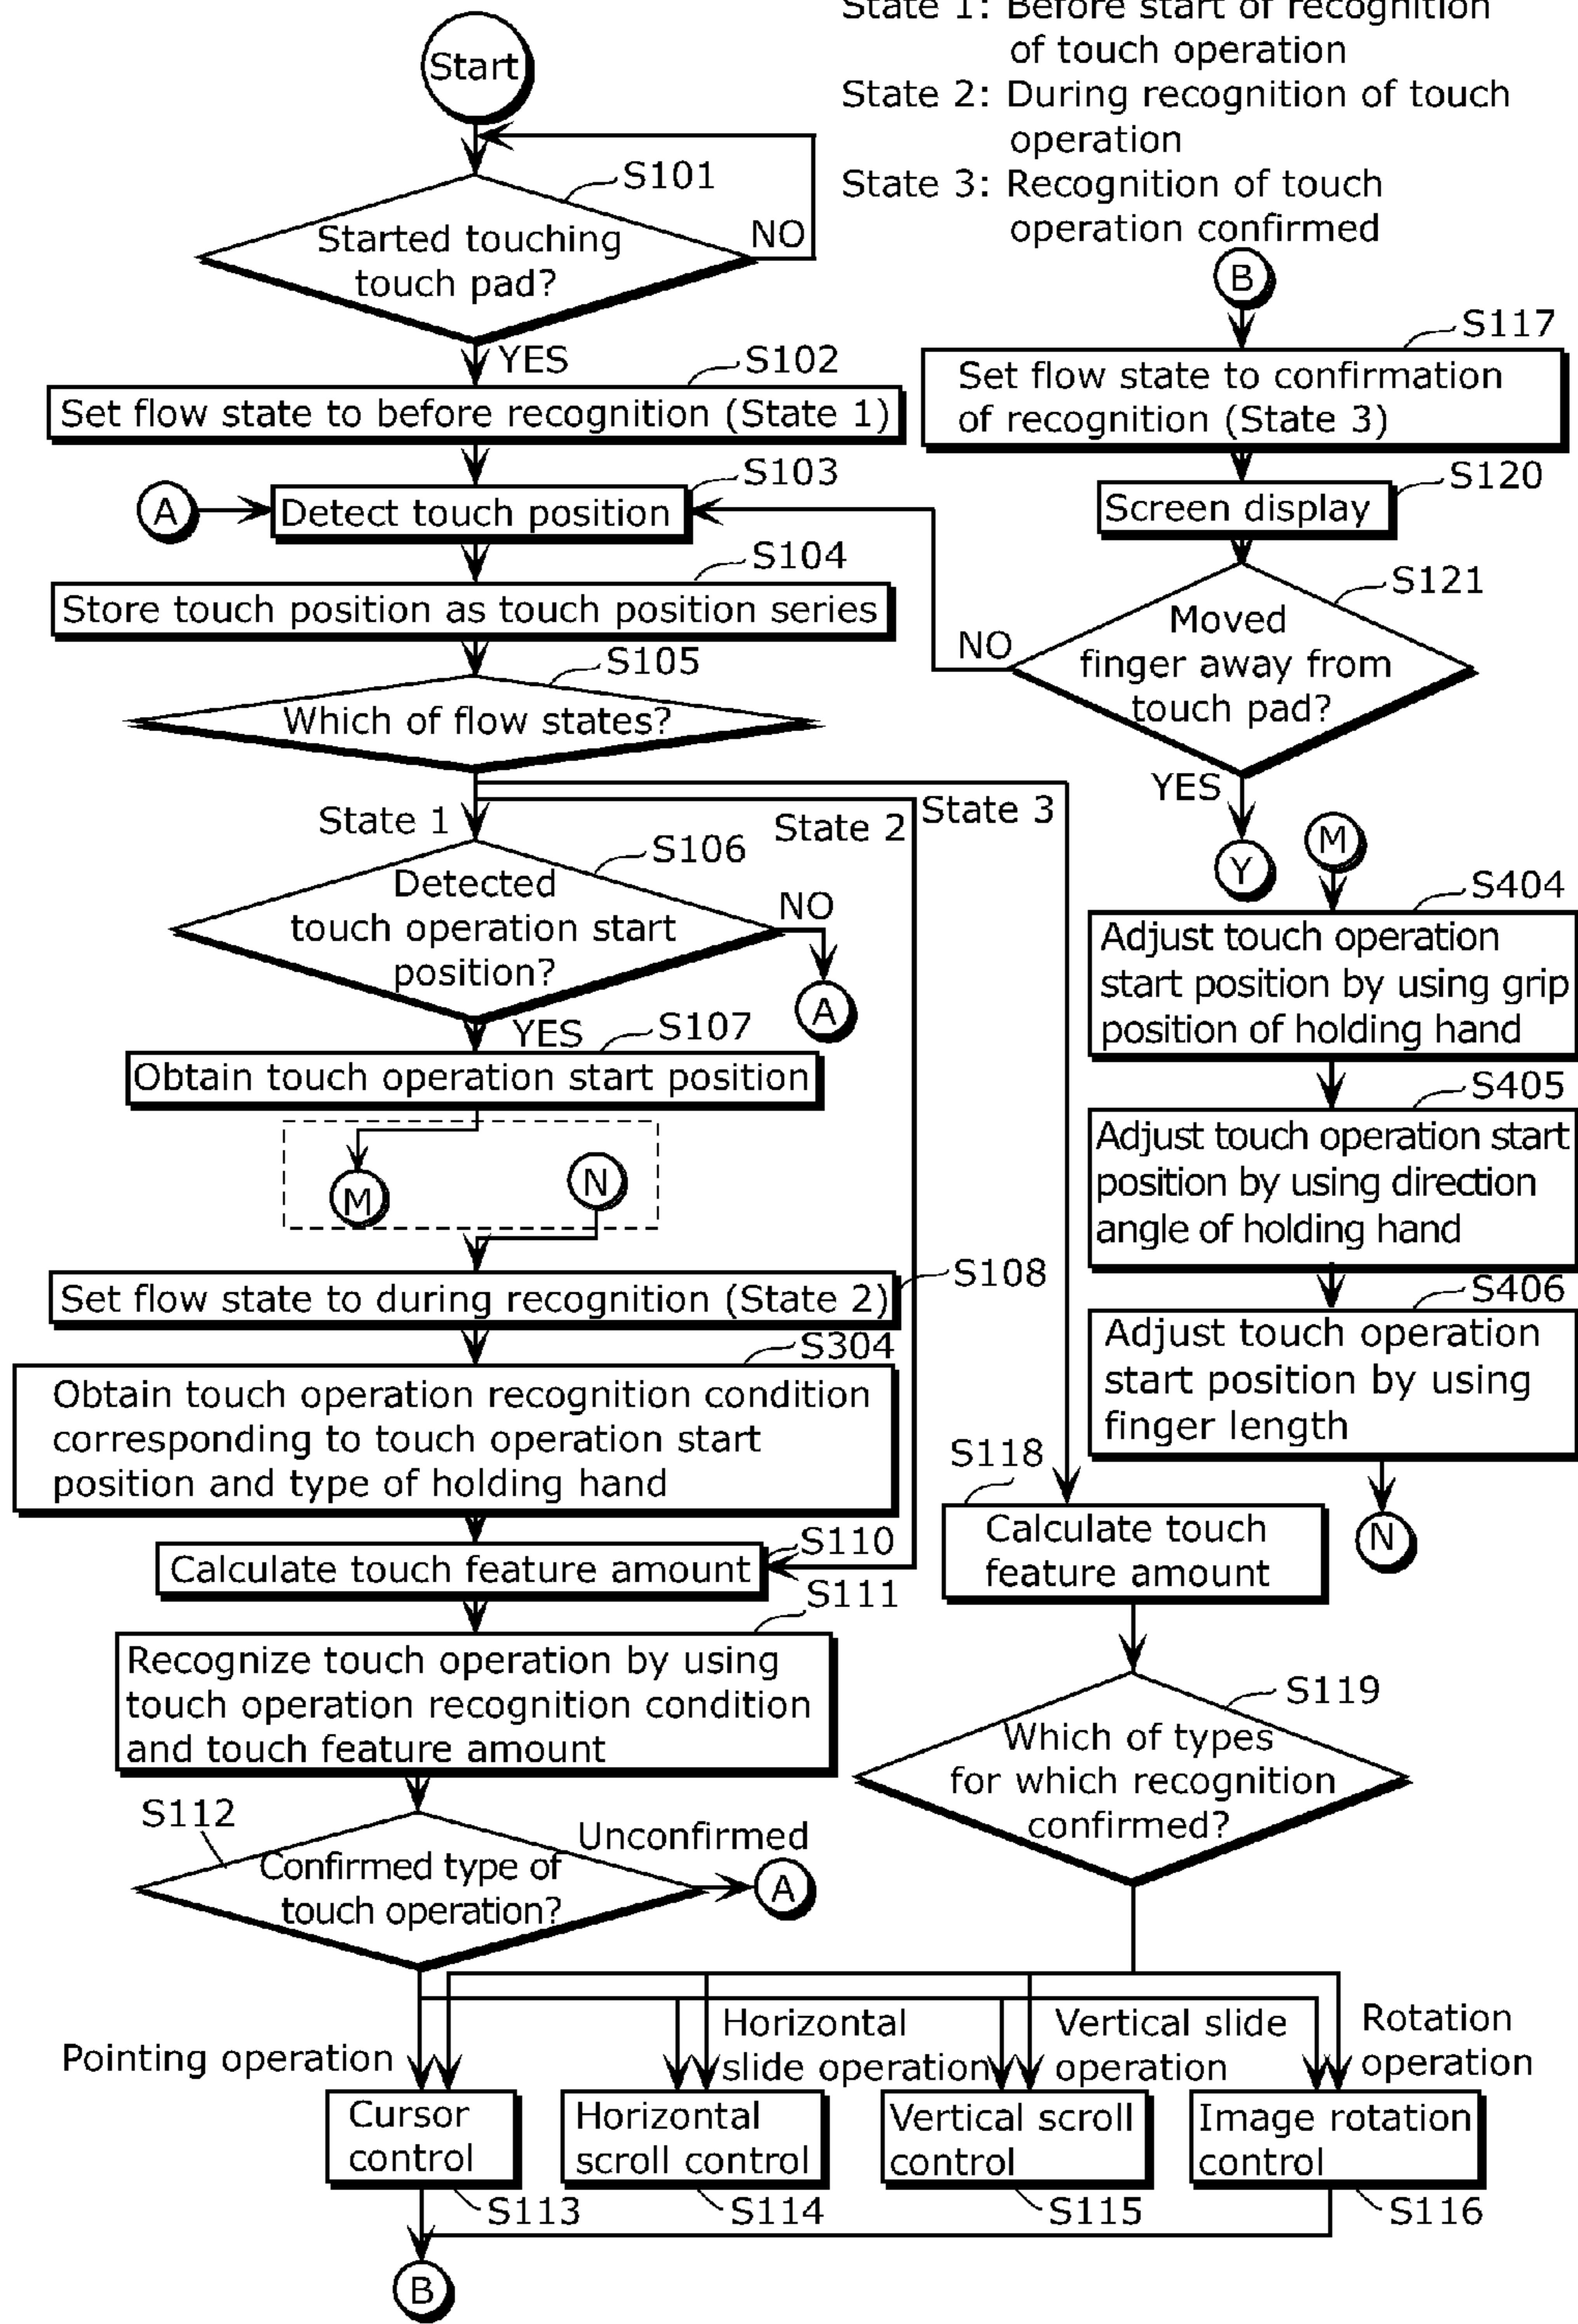 State 1: Before start of recognition
of touch operation
State 2: During recognition of touch
operation
State 3: Recognition of touch
operation confirmed
Start
S101
Started touching
touch pad?
NO
YES
S102
Set flow state to before recognition (State 1)
A
S103
Detect touch position
S104
Store touch position as touch position series
S105
Which of flow states?
State 1
State 2
State 3
S106
Detected
touch operation start
position?
NO
A
YES
S107
Obtain touch operation start position
M
N
S108
Set flow state to during recognition (State 2)
S304
Obtain touch operation recognition condition
corresponding to touch operation start
position and type of holding hand
S110
Calculate touch feature amount
S111
Recognize touch operation by using
touch operation recognition condition
and touch feature amount
S112
Confirmed type of
touch operation?
Unconfirmed
A
B
S117
Set flow state to confirmation
of recognition (State 3)
S120
Screen display
S121
Moved
finger away from
touch pad?
NO
YES
Y
M
S404
Adjust touch operation
start position by using grip
position of holding hand
S405
Adjust touch operation start
position by using direction
angle of holding hand
S406
Adjust touch operation
start position by using
finger length
N
S118
Calculate touch
feature amount
S119
Which of types
for which recognition
confirmed?
Pointing operation
Horizontal
slide operation
Vertical slide
operation
Rotation
operation
Cursor
control
Horizontal
scroll control
Vertical scroll
control
Image rotation
control
S113
S114
S115
S116
B